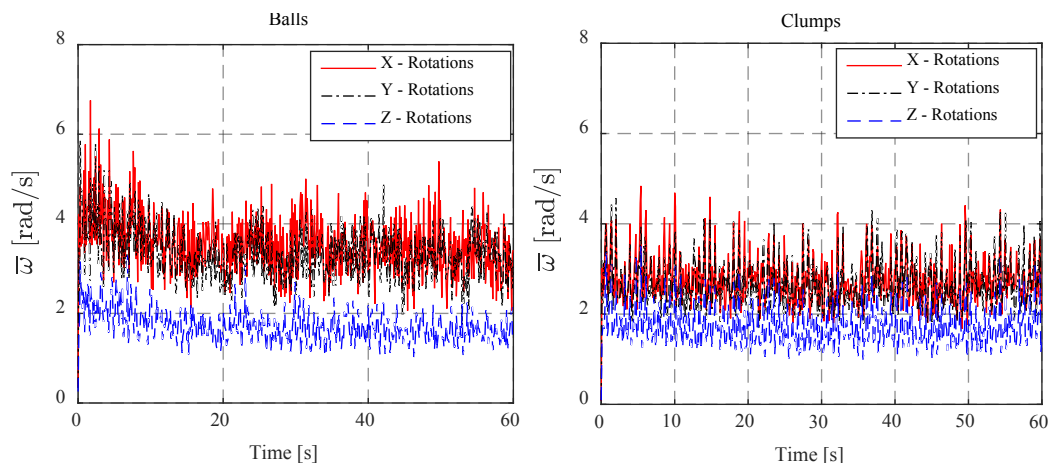 Balls
8
6
4
2
0
ω̅ [rad/s]
X - Rotations
Y - Rotations
Z - Rotations
0
20
40
60
Time [s]
Clumps
8
6
4
2
0
ω̅ [rad/s]
X - Rotations
Y - Rotations
Z - Rotations
0
10
20
30
40
50
60
Time [s]